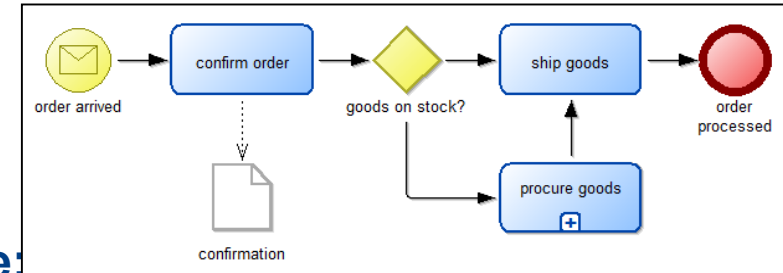 confirm order
ship goods
order arrived
goods on stock?
order
processed
procure goods
confirmation
e: